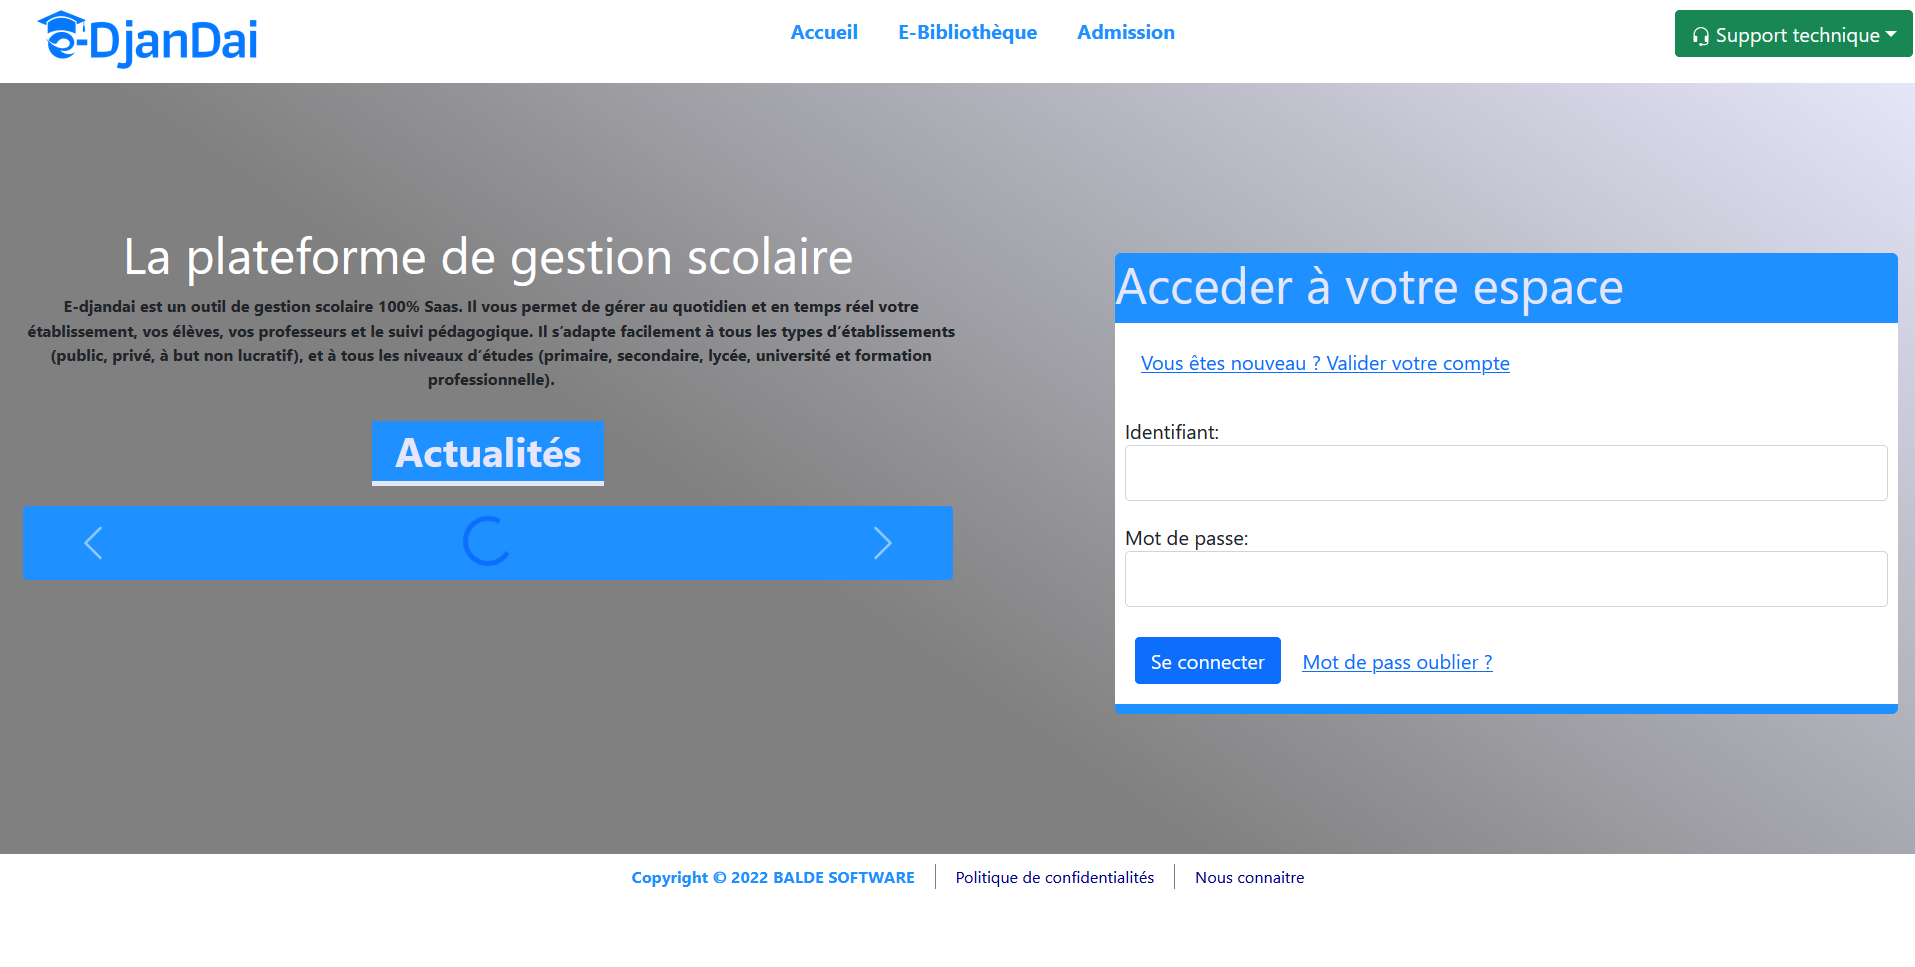 e-DjanDai
Accueil
E-Bibliothèque
Admission
Support technique
La plateforme de gestion scolaire
E-djandai est un outil de gestion scolaire 100% Saas. Il vous permet de gérer au quotidien et en temps réel votre
établissement, vos élèves, vos professeurs et le suivi pédagogique. Il s’adapte facilement à tous les types d’établissements
(public, privé, à but non lucratif), et à tous les niveaux d’études (primaire, secondaire, lycée, université et formation
professionnelle).
Actualités
Acceder à votre espace
Vous êtes nouveau ? Valider votre compte
Identifiant:
Mot de passe:
Se connecter
Mot de pass oublier ?
Copyright © 2022 BALDE SOFTWARE
Politique de confidentialités
Nous connaitre